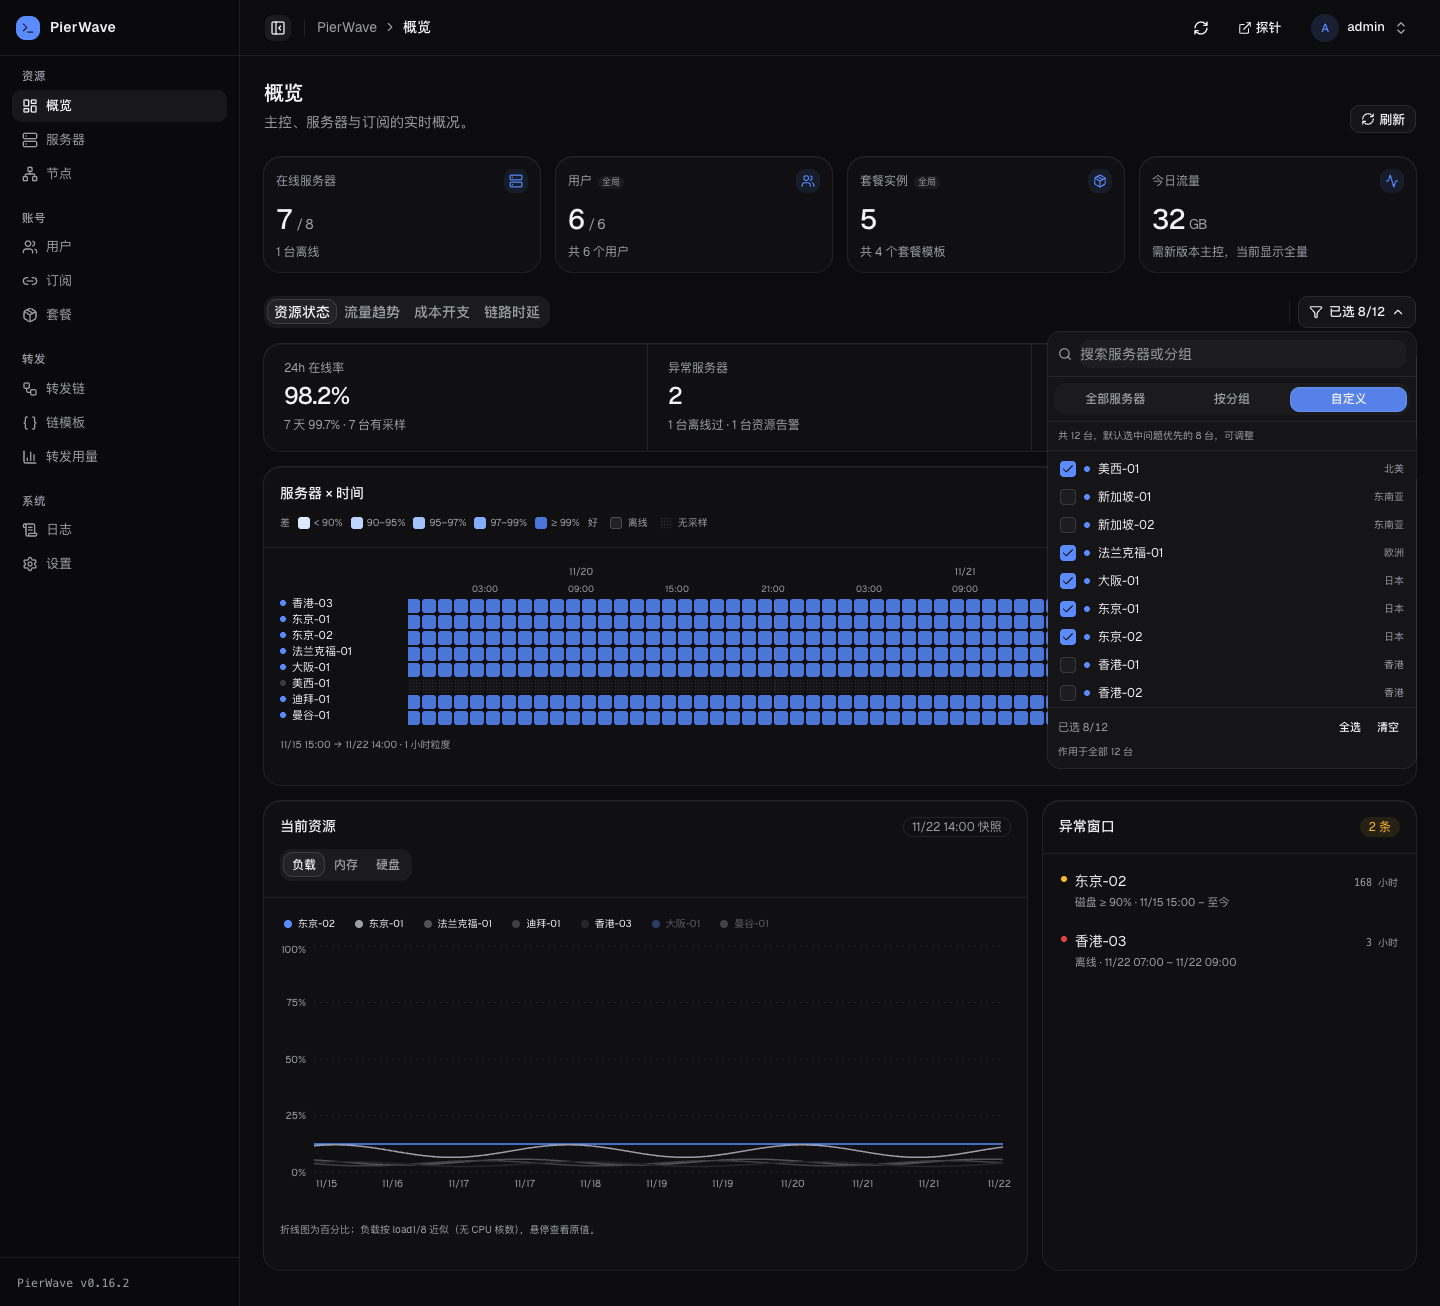 PierWave
PierWave > 概览
探针
A
admin
资源
概览
服务器
节点
账号
用户
订阅
套餐
转发
转发链
链模板
转发用量
系统
日志
设置
PierWave v0.16.2
概览
主控、服务器与订阅的实时概况。
刷新
在线服务器
7 / 8
1 台离线
用户 全局
6 / 6
共 6 个用户
套餐实例 全局
5
共 4 个套餐模板
今日流量
32 GB
需新版本主控，当前显示全量
资源状态 流量趋势 成本开支 链路时延
已选 8/12
24h 在线率
98.2%
7 天 99.7% · 7 台有采样
异常服务器
2
1 台离线过 · 1 台资源告警
搜索服务器或分组
全部服务器 按分组 自定义
共 12 台，默认选中问题优先的 8 台，可调整
美西-01 北美
新加坡-01 东南亚
新加坡-02 东南亚
法兰克福-01 欧洲
大阪-01 日本
东京-01 日本
东京-02 日本
香港-01 香港
香港-02 香港
已选 8/12 全选 清空
作用于全部 12 台
服务器 × 时间
差 < 90% 90–95% 95–97% 97–99% ≥ 99% 好 离线 无采样
11/20 11/21
03:00 09:00 15:00 21:00 03:00 09:00
香港-03
东京-01
东京-02
法兰克福-01
大阪-01
美西-01
迪拜-01
曼谷-01
11/15 15:00 → 11/22 14:00 · 1 小时粒度
当前资源
11/22 14:00 快照
负载 内存 硬盘
东京-02 东京-01 法兰克福-01 迪拜-01 香港-03 大阪-01 曼谷-01
100%
75%
50%
25%
0%
11/15 11/16 11/17 11/17 11/18 11/19 11/19 11/20 11/21 11/21 11/22
折线图为百分比；负载按 load1/8 近似（无 CPU 核数），悬停查看原值。
异常窗口
2 条
东京-02 168 小时
磁盘 ≥ 90% · 11/15 15:00 – 至今
香港-03 3 小时
离线 · 11/22 07:00 – 11/22 09:00